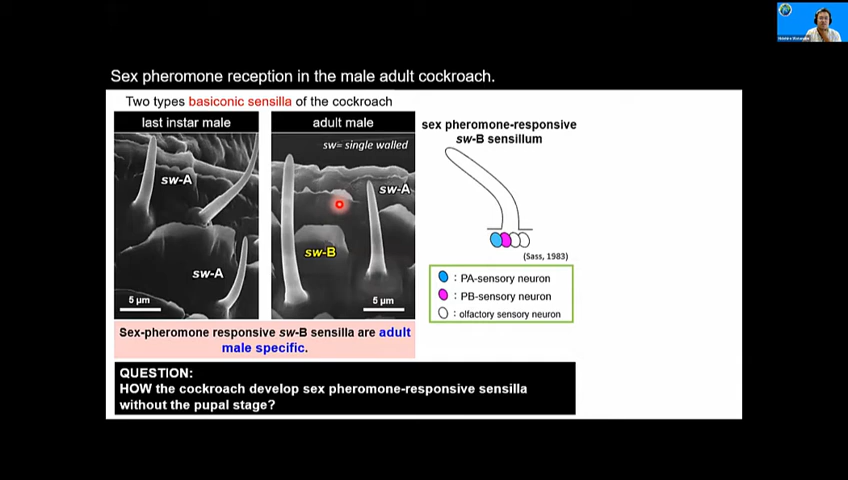 Sex pheromone reception in the male adult cockroach.
Two types basiconic sensilla of the cockroach
last instar male
sw-A
sw-A
5 μm
adult male
sw= single walled
sw-A
sw-B
5 μm
Sex-pheromone responsive sw-B sensilla are adult
male specific.
sex pheromone-responsive
sw-B sensillum
(Sass, 1983)
: PA-sensory neuron
: PB-sensory neuron
: olfactory sensory neuron
QUESTION:
HOW the cockroach develop sex pheromone-responsive sensilla
without the pupal stage?